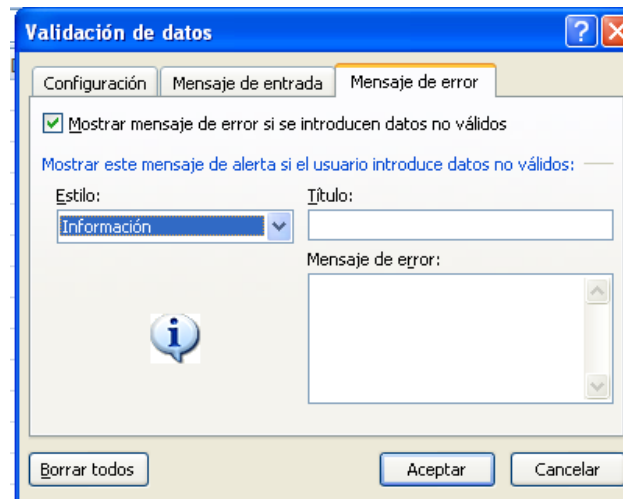 Validación de datos
Configuración Mensaje de entrada Mensaje de error
Mostrar mensaje de error si se introducen datos no válidos
Mostrar este mensaje de alerta si el usuario introduce datos no válidos:
Estilo: Título:
Información
Mensaje de error:
Borrar todos Aceptar Cancelar